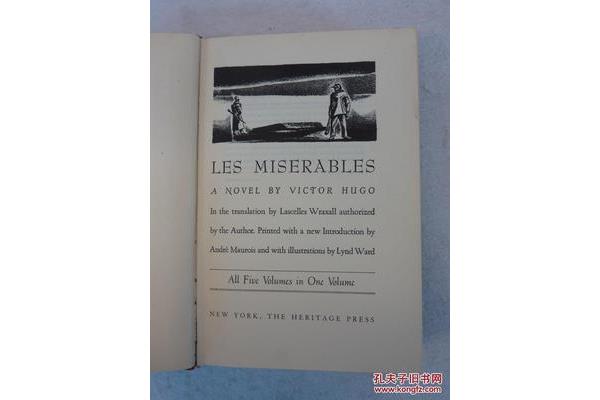 LES MISERABLES
A NOVEL BY VICTOR HUGO
In the translation by Lascelles Wraxall authorized
by the Author. Printed with a new Introduction by
André Maurois and with illustrations by Lynd Ward
All Five Volumes in One Volume
NEW YORK, THE HERITAGE PRESS
孔夫子旧书网
www.kongfz.com